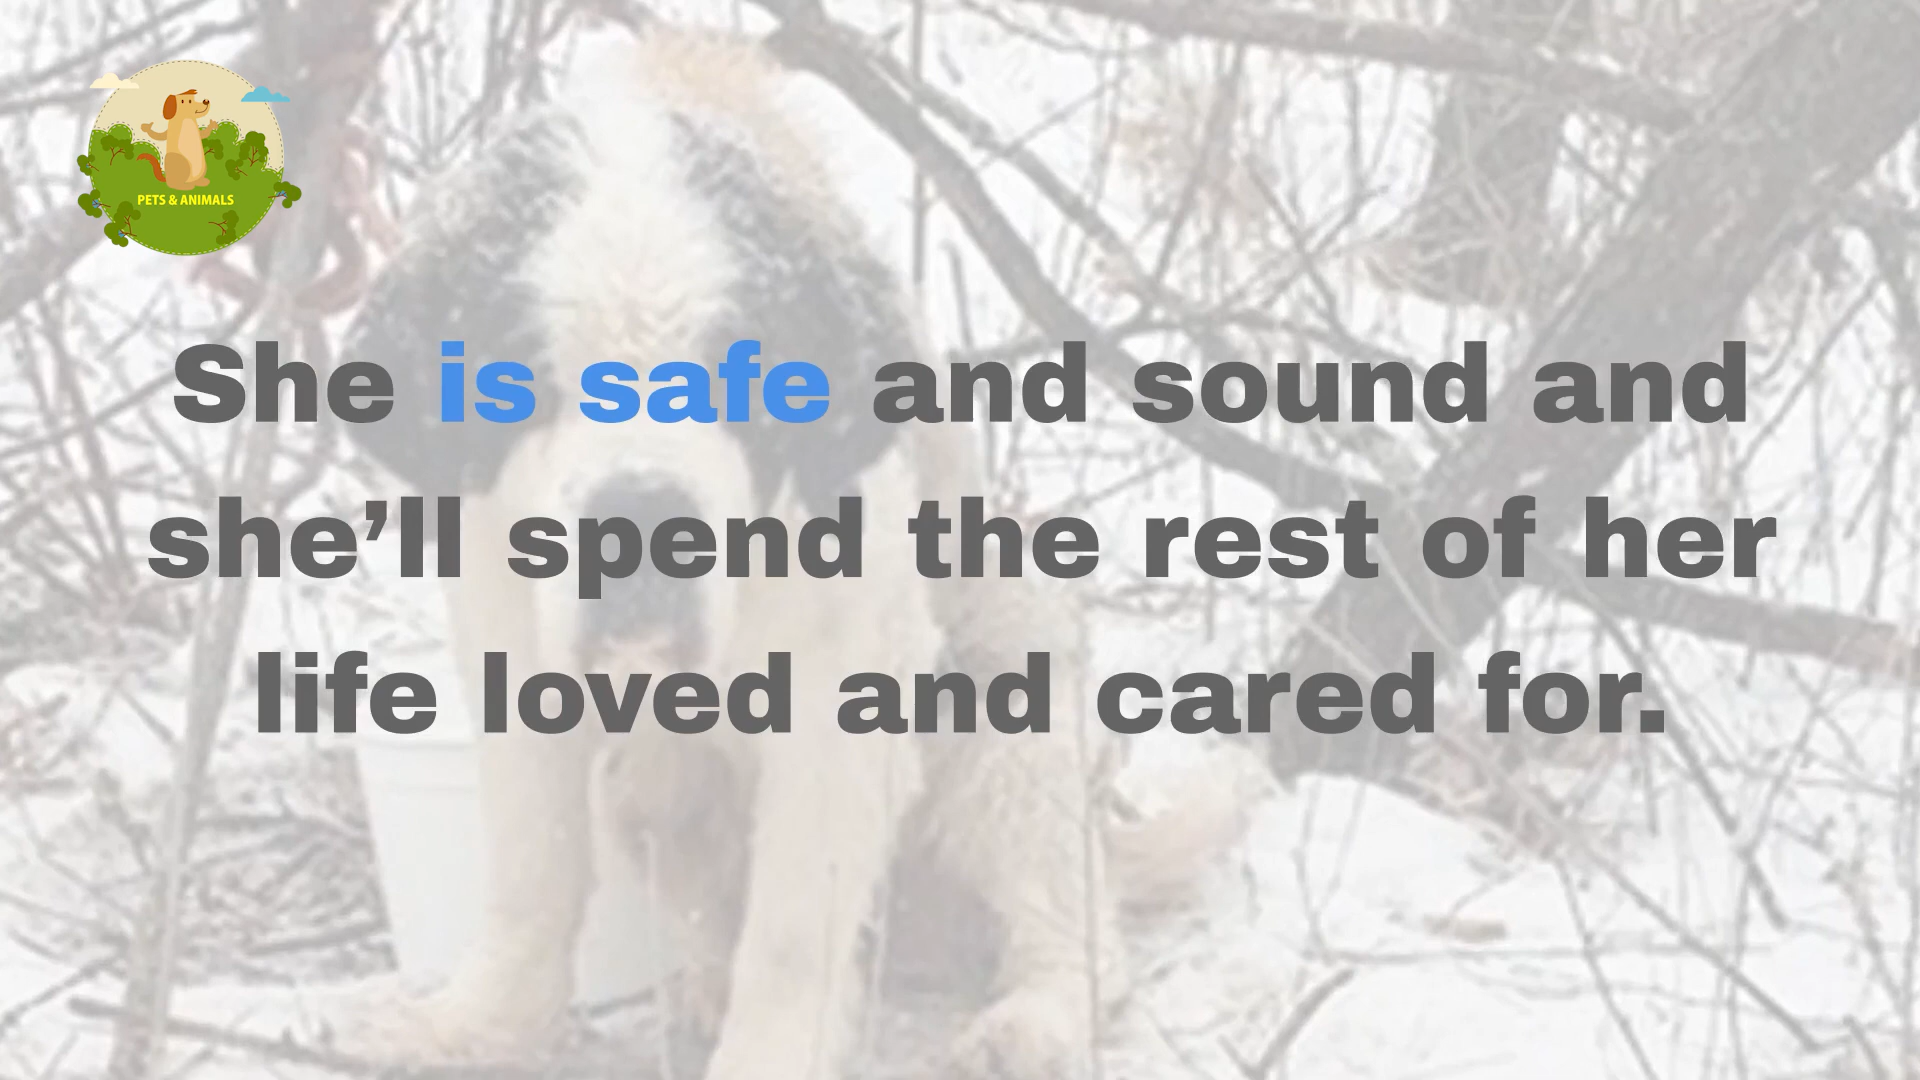 PETS & ANIMALS
She is safe and sound and
she’ll spend the rest of her
life loved and cared for.